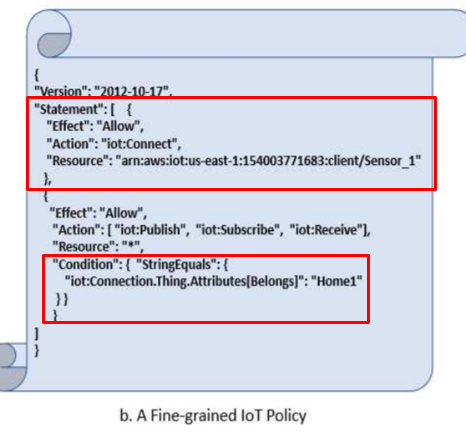 {
"Version": "2012-10-17",
"Statement": [ {
"Effect": "Allow",
"Action": "iot:Connect",
"Resource": "arn:aws:iot:us-east-1:154003771683:client/Sensor_1"
},
{
"Effect": "Allow",
"Action": [ "iot:Publish", "iot:Subscribe", "iot:Receive"],
"Resource": "*",
"Condition": { "StringEquals": {
"iot:Connection.Thing.Attributes[Belongs]": "Home1"
} }
}
]
}
b. A Fine-grained IoT Policy